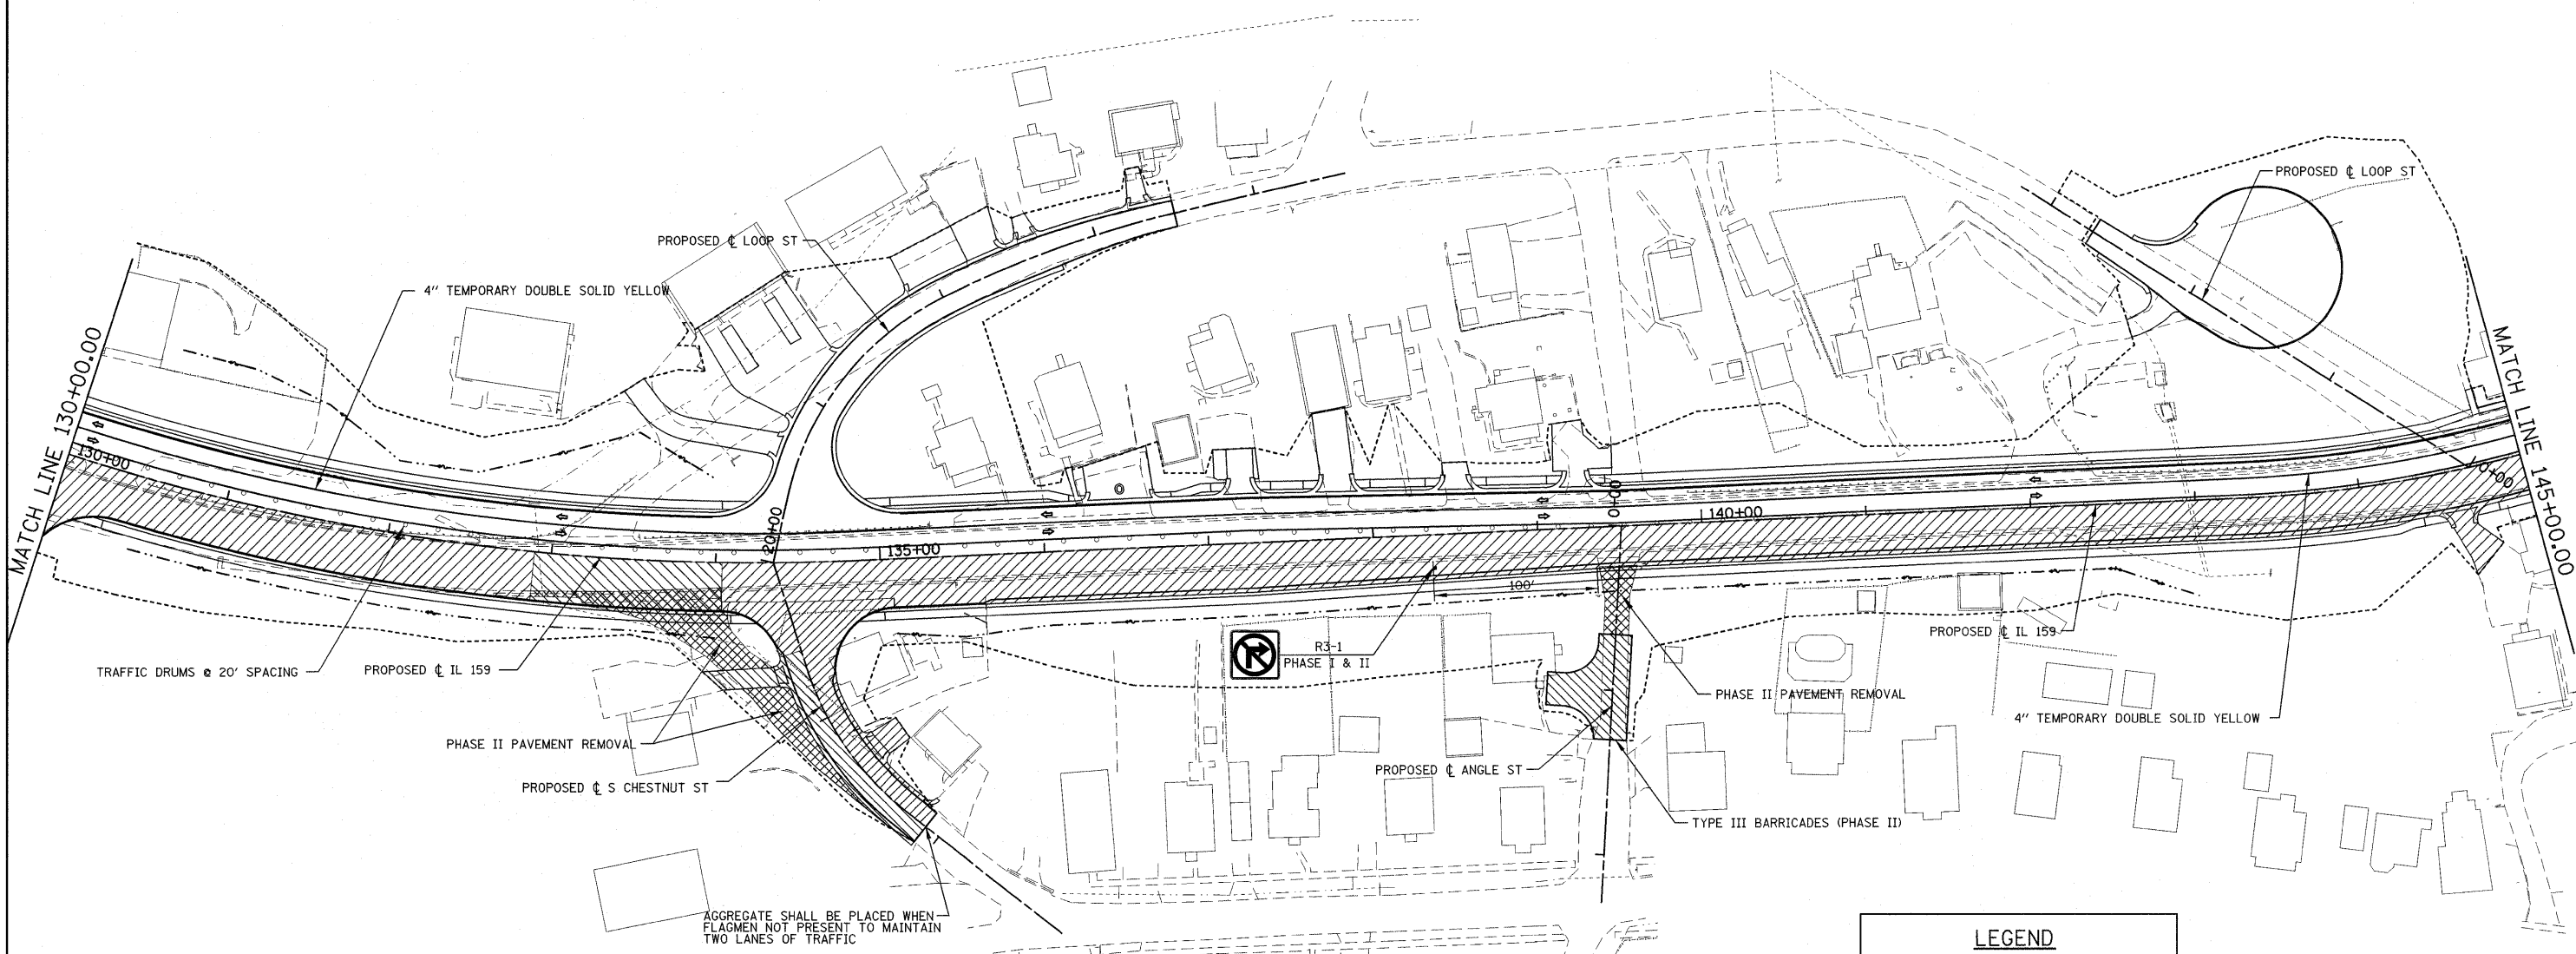 PROPOSED ℄ LOOP ST
PROPOSED ℄ LOOP ST
4" TEMPORARY DOUBLE SOLID YELLOW
MATCH LINE 130+00.00
MATCH LINE 145+00.00
130+00
20+00
135+00
0+00
140+00
10+00
100'
TRAFFIC DRUMS @ 20' SPACING
PROPOSED ℄ IL 159
R3-1
PHASE I & II
PROPOSED ℄ IL 159
PHASE II PAVEMENT REMOVAL
4" TEMPORARY DOUBLE SOLID YELLOW
PHASE II PAVEMENT REMOVAL
PROPOSED ℄ S CHESTNUT ST
PROPOSED ℄ ANGLE ST
TYPE III BARRICADES (PHASE II)
AGGREGATE SHALL BE PLACED WHEN
FLAGMEN NOT PRESENT TO MAINTAIN
TWO LANES OF TRAFFIC
LEGEND